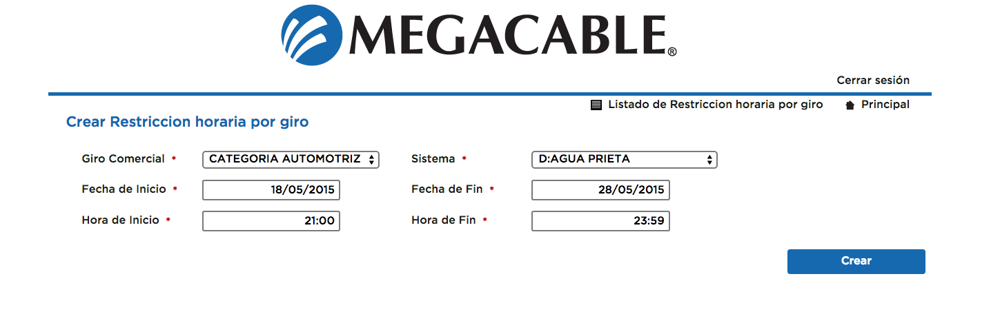 MEGACABLE®
Cerrar sesión
Listado de Restriccion horaria por giro Principal
Crear Restriccion horaria por giro
Giro Comercial * CATEGORIA AUTOMOTRIZ Sistema * D:AGUA PRIETA
Fecha de Inicio * 18/05/2015 Fecha de Fin * 28/05/2015
Hora de Inicio * 21:00 Hora de Fin * 23:59
Crear